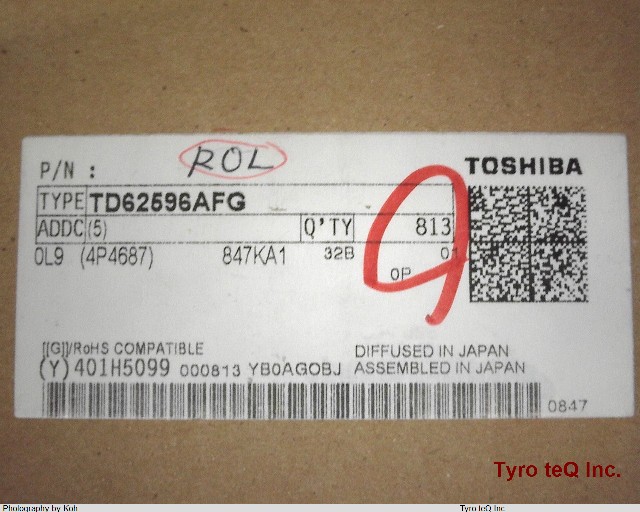 P/N : ROL TOSHIBA
TYPE TD62596AFG
ADDC (5) Q'TY 813
0L9 (4P4687) 847KA1 32B 01
0P
[[G]]/RoHS COMPATIBLE DIFFUSED IN JAPAN
(Y) 401H5099 000813 YB0AGOBJ ASSEMBLED IN JAPAN
0847
Tyro teQ Inc.
Photography by Koh Tyro teQ Inc.